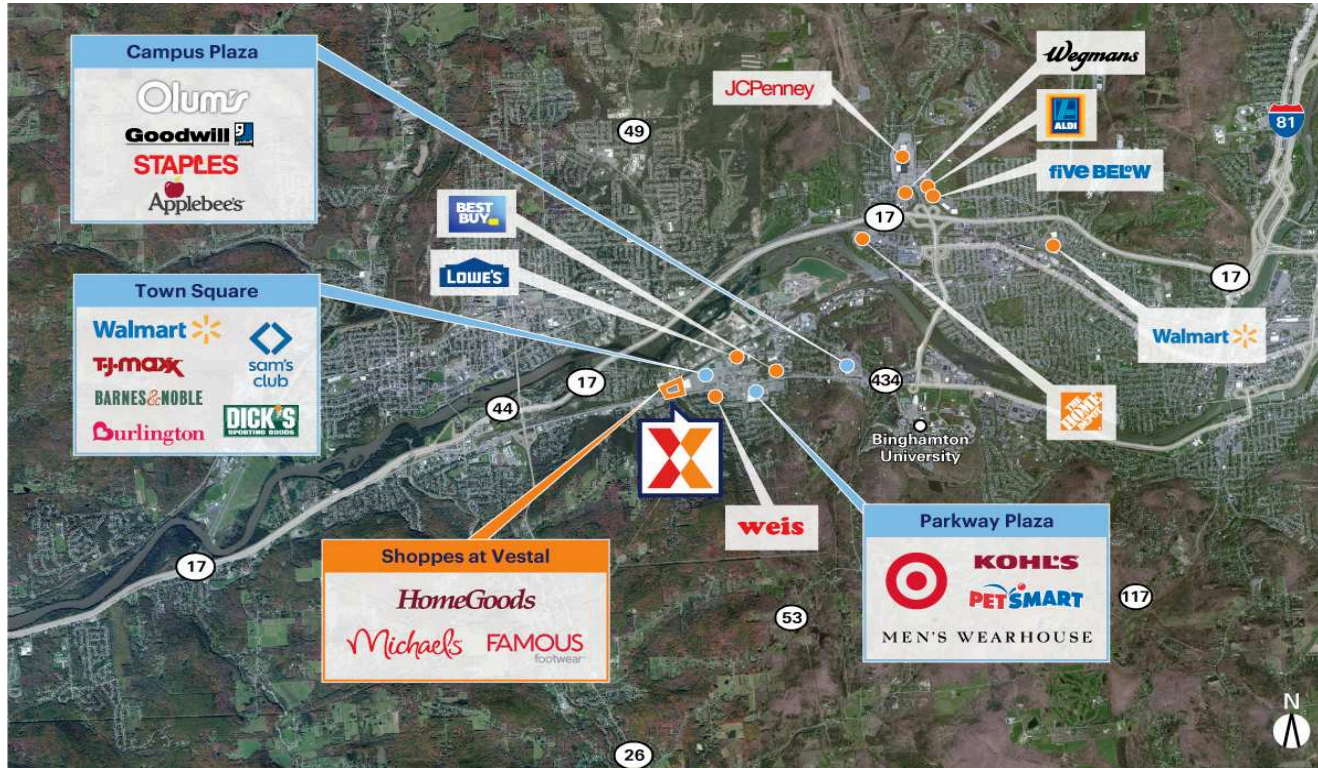 Campus Plaza
Olum's
Goodwill
STAPLES
Applebee's
Town Square
Walmart
T.J.maxx
sam's
club
BARNES&NOBLE
Burlington
DICK'S
SPORTING GOODS
BEST
BUY
LOWE'S
49
JCPenney
Wegmans
ALDI
five BELOW
81
17
17
Walmart
THE
HOME
DEPOT
17
44
434
Binghamton
University
weis
Shoppes at Vestal
HomeGoods
Michaels
FAMOUS
footwear
Parkway Plaza
KOHL'S
PETSMART
MEN'S WEARHOUSE
17
53
117
26
N